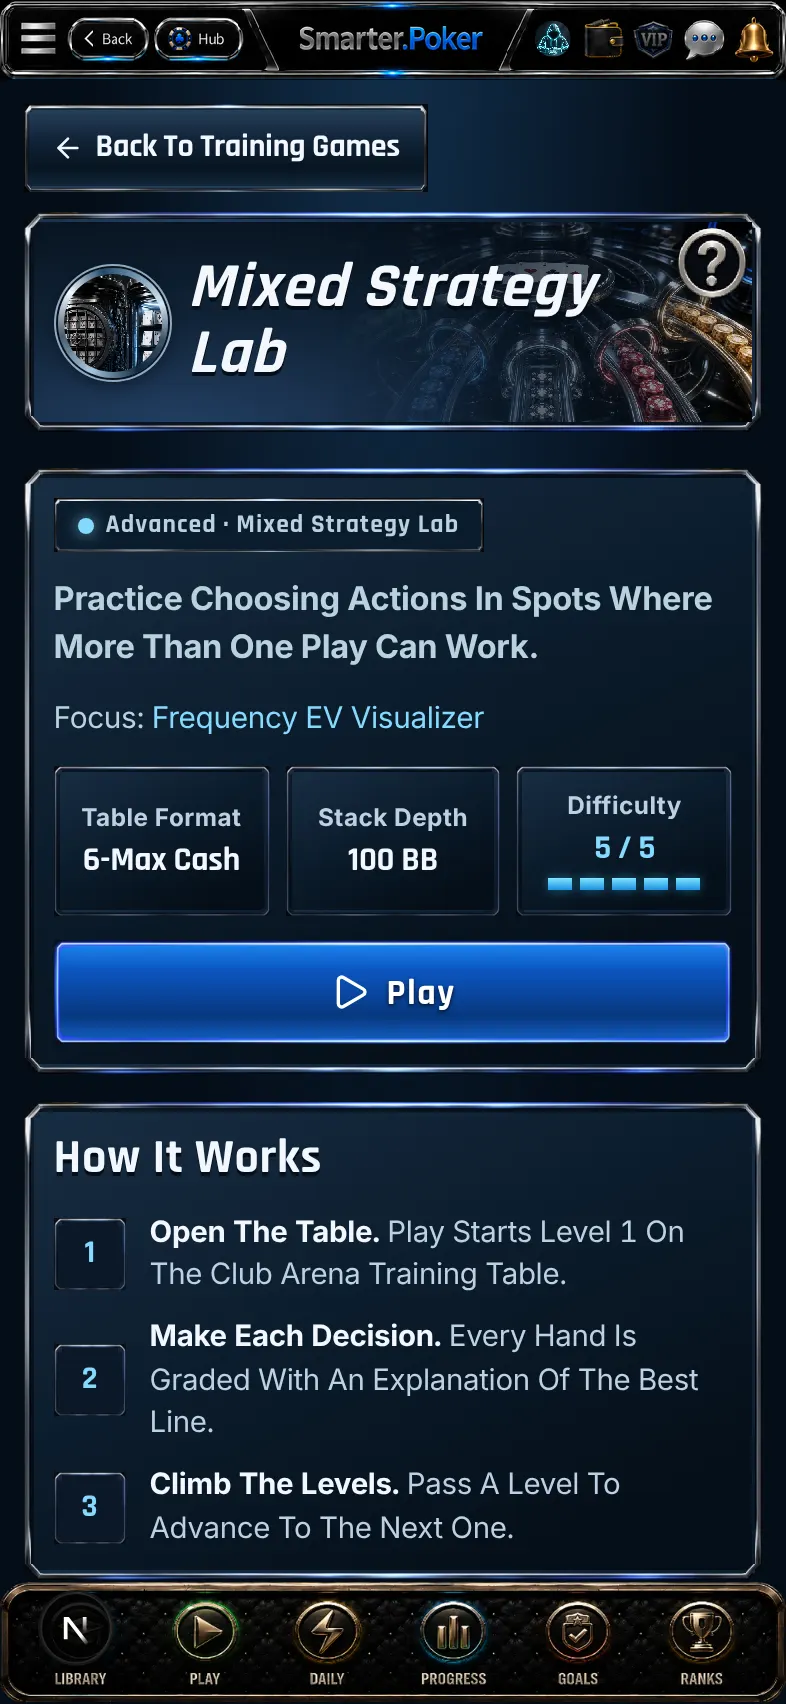 Back
Hub
Smarter.Poker
VIP
Back To Training Games
Mixed Strategy
Lab
?
Advanced · Mixed Strategy Lab
Practice Choosing Actions In Spots Where
More Than One Play Can Work.
Focus: Frequency EV Visualizer
Table Format
6-Max Cash
Stack Depth
100 BB
Difficulty
5 / 5
Play
How It Works
1
Open The Table. Play Starts Level 1 On
The Club Arena Training Table.
2
Make Each Decision. Every Hand Is
Graded With An Explanation Of The Best
Line.
3
Climb The Levels. Pass A Level To
Advance To The Next One.
N
LIBRARY
PLAY
DAILY
PROGRESS
GOALS
RANKS